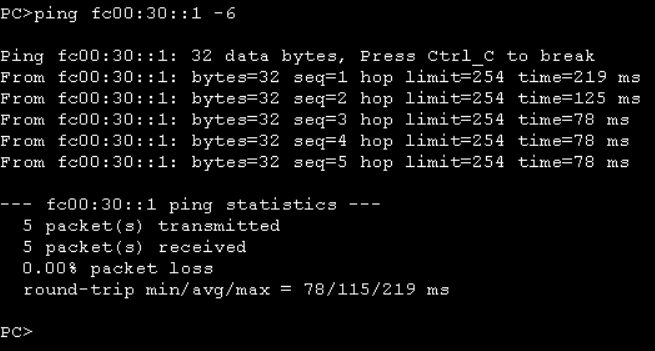 PC>ping fc00:30::1 -6
Ping fc00:30::1: 32 data bytes, Press Ctrl_C to break
From fc00:30::1: bytes=32 seq=1 hop limit=254 time=219 ms
From fc00:30::1: bytes=32 seq=2 hop limit=254 time=125 ms
From fc00:30::1: bytes=32 seq=3 hop limit=254 time=78 ms
From fc00:30::1: bytes=32 seq=4 hop limit=254 time=78 ms
From fc00:30::1: bytes=32 seq=5 hop limit=254 time=78 ms
--- fc00:30::1 ping statistics ---
5 packet(s) transmitted
5 packet(s) received
0.00% packet loss
round-trip min/avg/max = 78/115/219 ms
PC>